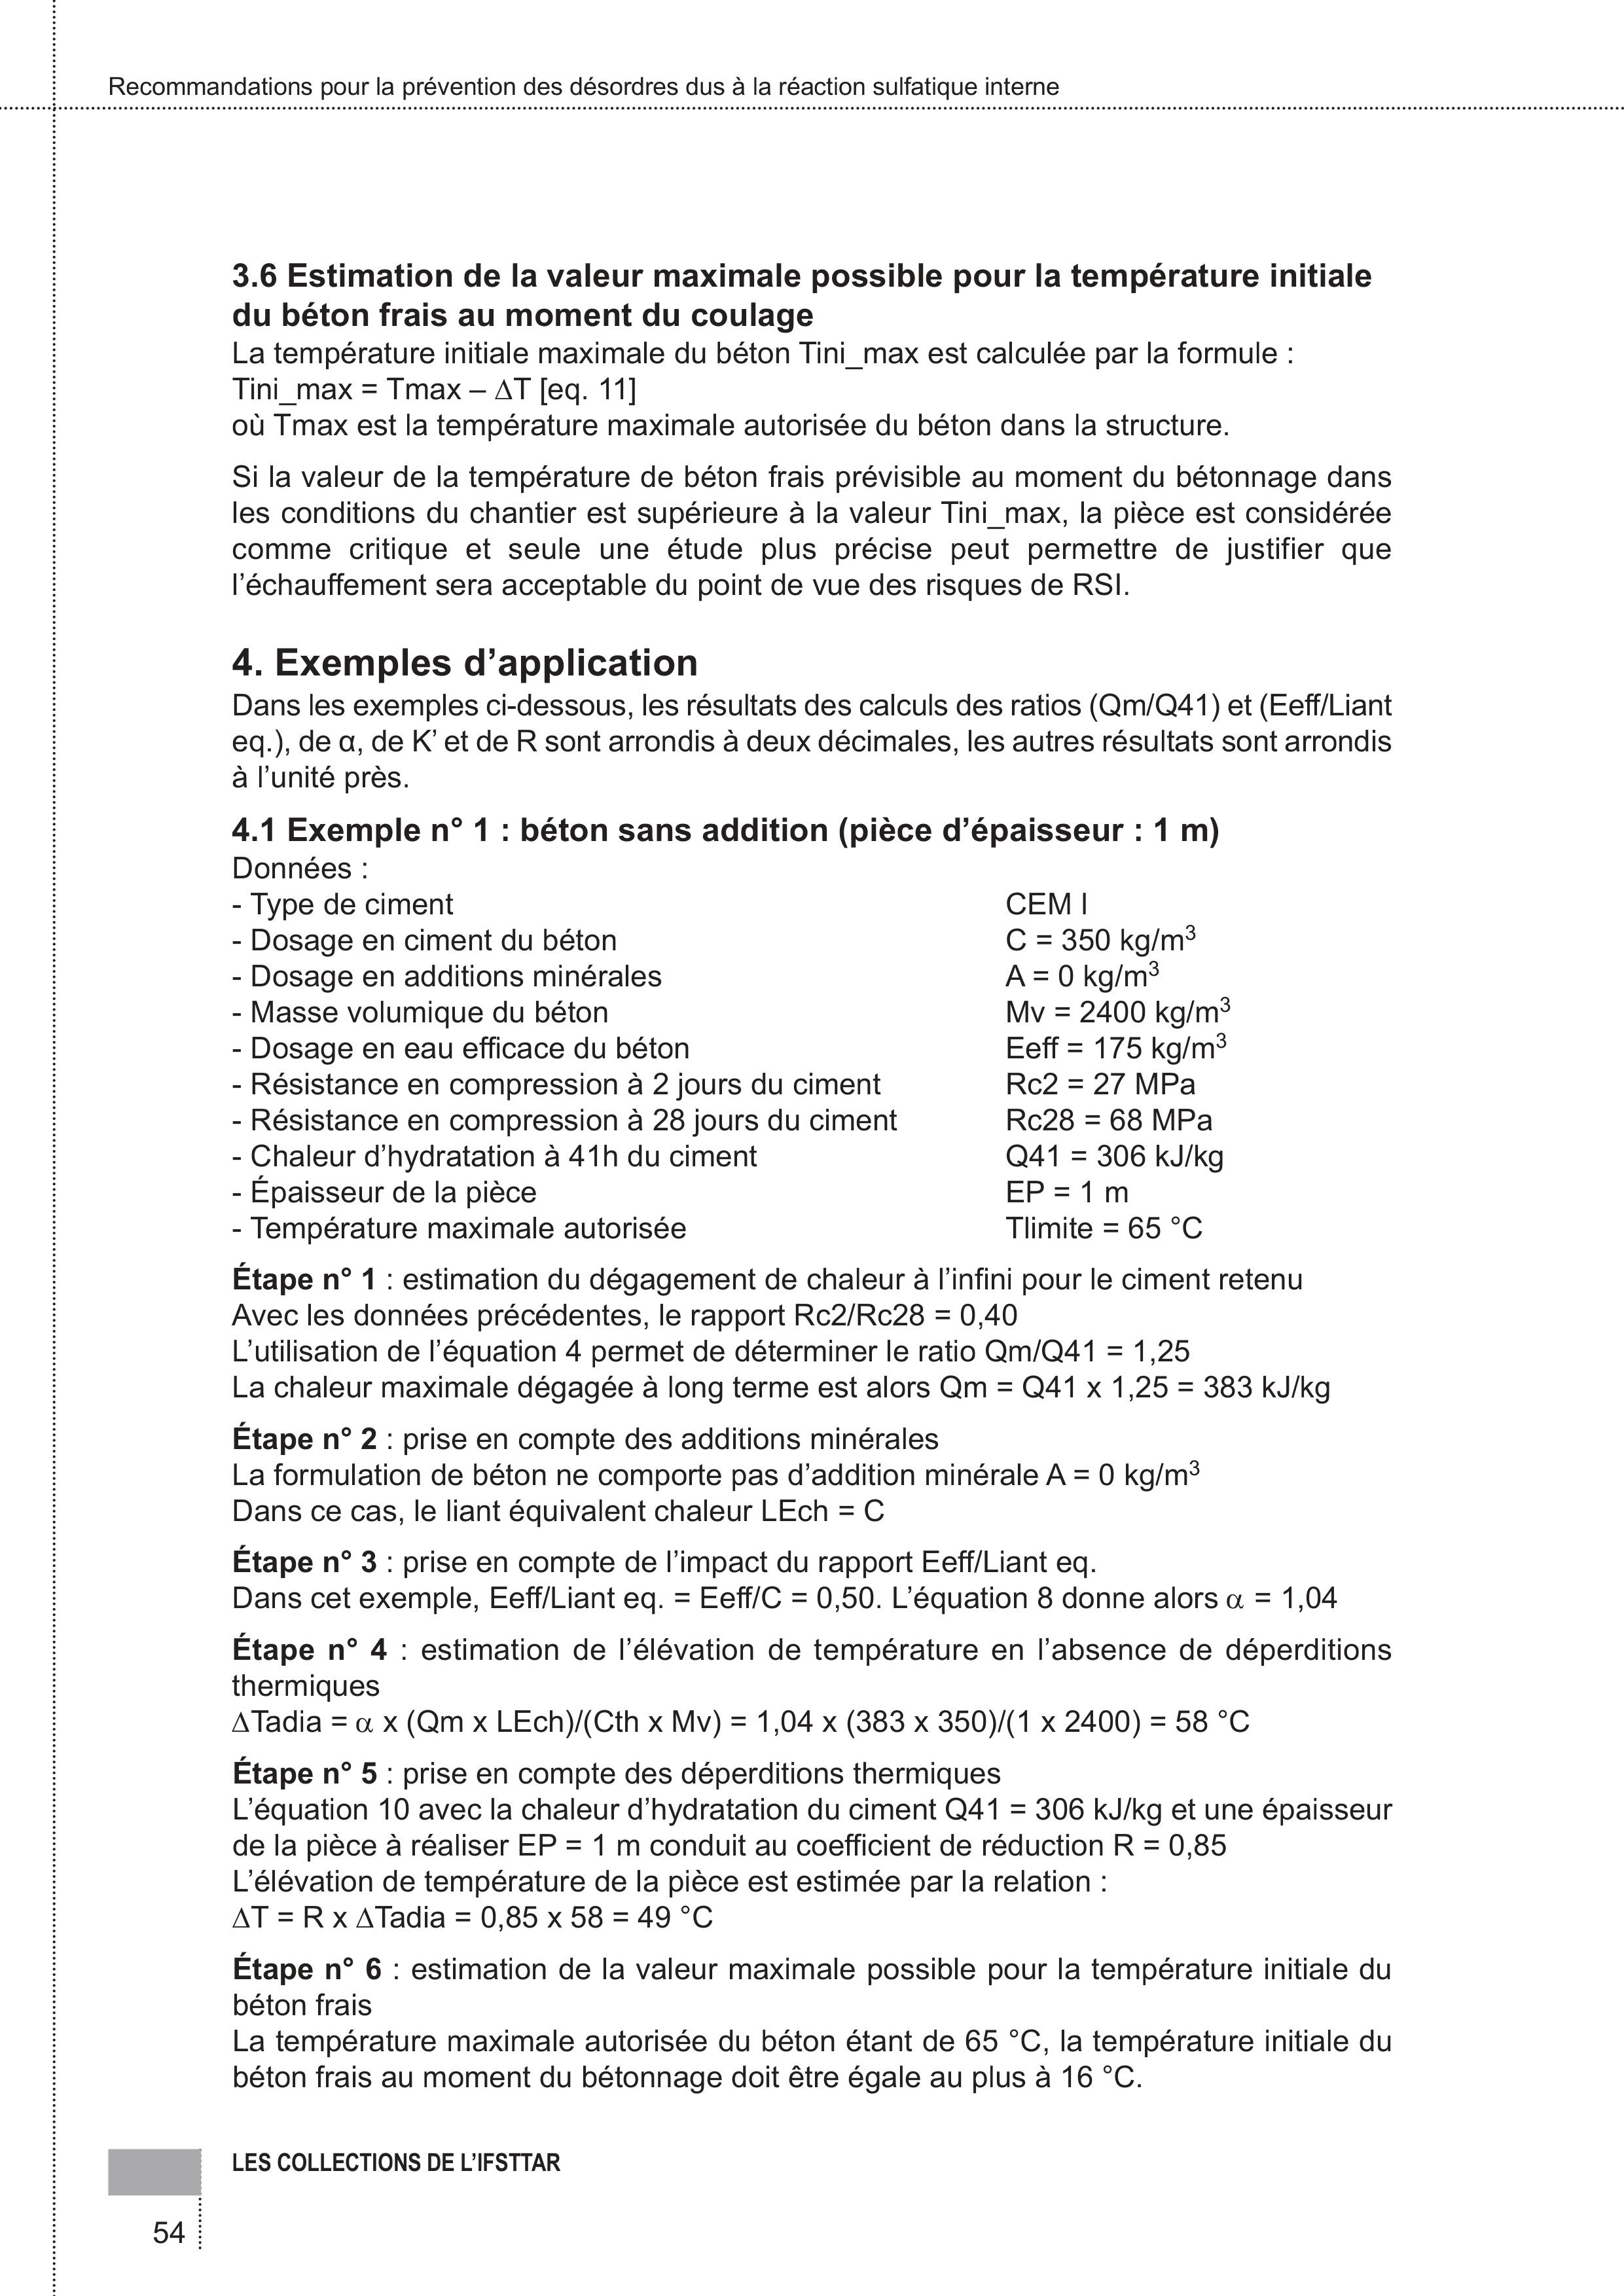 Recommandations pour la prévention des désordres dus à la réaction sulfatique interne
3.6 Estimation de la valeur maximale possible pour la température initiale
du béton frais au moment du coulage
La température initiale maximale du béton Tini_max est calculée par la formule :
Tini_max = Tmax – ∆T [eq. 11]
où Tmax est la température maximale autorisée du béton dans la structure.
Si la valeur de la température de béton frais prévisible au moment du bétonnage dans
les conditions du chantier est supérieure à la valeur Tini_max, la pièce est considérée
comme critique et seule une étude plus précise peut permettre de justifier que
l’échauffement sera acceptable du point de vue des risques de RSI.
4. Exemples d’application
Dans les exemples ci-dessous, les résultats des calculs des ratios (Qm/Q41) et (Eeff/Liant
eq.), de α, de K’ et de R sont arrondis à deux décimales, les autres résultats sont arrondis
à l’unité près.
4.1 Exemple n° 1 : béton sans addition (pièce d’épaisseur : 1 m)
Données :
- Type de ciment CEM I
- Dosage en ciment du béton C = 350 kg/m³
- Dosage en additions minérales A = 0 kg/m³
- Masse volumique du béton Mv = 2400 kg/m³
- Dosage en eau efficace du béton Eeff = 175 kg/m³
- Résistance en compression à 2 jours du ciment Rc2 = 27 MPa
- Résistance en compression à 28 jours du ciment Rc28 = 68 MPa
- Chaleur d’hydratation à 41h du ciment Q41 = 306 kJ/kg
- Épaisseur de la pièce EP = 1 m
- Température maximale autorisée Tlimite = 65 °C
Étape n° 1 : estimation du dégagement de chaleur à l’infini pour le ciment retenu
Avec les données précédentes, le rapport Rc2/Rc28 = 0,40
L’utilisation de l’équation 4 permet de déterminer le ratio Qm/Q41 = 1,25
La chaleur maximale dégagée à long terme est alors Qm = Q41 x 1,25 = 383 kJ/kg
Étape n° 2 : prise en compte des additions minérales
La formulation de béton ne comporte pas d’addition minérale A = 0 kg/m³
Dans ce cas, le liant équivalent chaleur LEch = C
Étape n° 3 : prise en compte de l’impact du rapport Eeff/Liant eq.
Dans cet exemple, Eeff/Liant eq. = Eeff/C = 0,50. L’équation 8 donne alors α = 1,04
Étape n° 4 : estimation de l’élévation de température en l’absence de déperditions
thermiques
∆Tadia = α x (Qm x LEch)/(Cth x Mv) = 1,04 x (383 x 350)/(1 x 2400) = 58 °C
Étape n° 5 : prise en compte des déperditions thermiques
L’équation 10 avec la chaleur d’hydratation du ciment Q41 = 306 kJ/kg et une épaisseur
de la pièce à réaliser EP = 1 m conduit au coefficient de réduction R = 0,85
L’élévation de température de la pièce est estimée par la relation :
∆T = R x ∆Tadia = 0,85 x 58 = 49 °C
Étape n° 6 : estimation de la valeur maximale possible pour la température initiale du
béton frais
La température maximale autorisée du béton étant de 65 °C, la température initiale du
béton frais au moment du bétonnage doit être égale au plus à 16 °C.
LES COLLECTIONS DE L’IFSTTAR
54